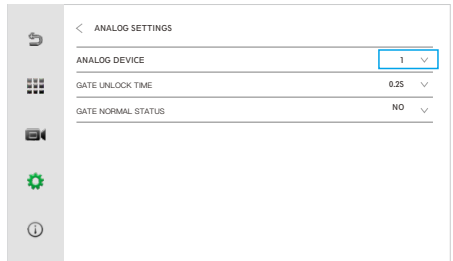 ANALOG SETTINGS
ANALOG DEVICE 1
GATE UNLOCK TIME 0.2S
GATE NORMAL STATUS NO